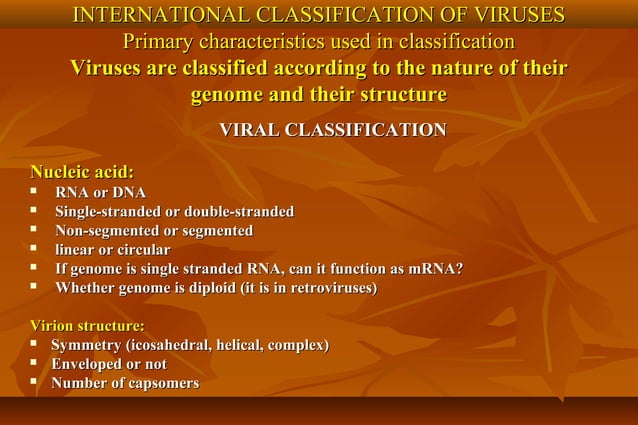 INTERNATIONAL CLASSIFICATION OF VIRUSES
Primary characteristics used in classification
Viruses are classified according to the nature of their
genome and their structure
VIRAL CLASSIFICATION
Nucleic acid:
RNA or DNA
Single-stranded or double-stranded
Non-segmented or segmented
linear or circular
If genome is single stranded RNA, can it function as mRNA?
Whether genome is diploid (it is in retroviruses)
Virion structure:
Symmetry (icosahedral, helical, complex)
Enveloped or not
Number of capsomers